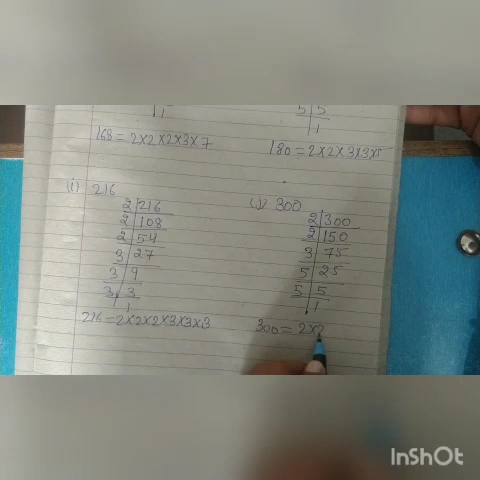 5 5
1
168 = 2×2×2×3×7
180 = 2×2×3×3×5
(i) 216
2 216
2 108
2 54
3 27
3 9
3 3
1
216 = 2×2×2×3×3×3
300
2 300
2 150
3 75
5 25
5 5
1
300 = 2×2
InShOt